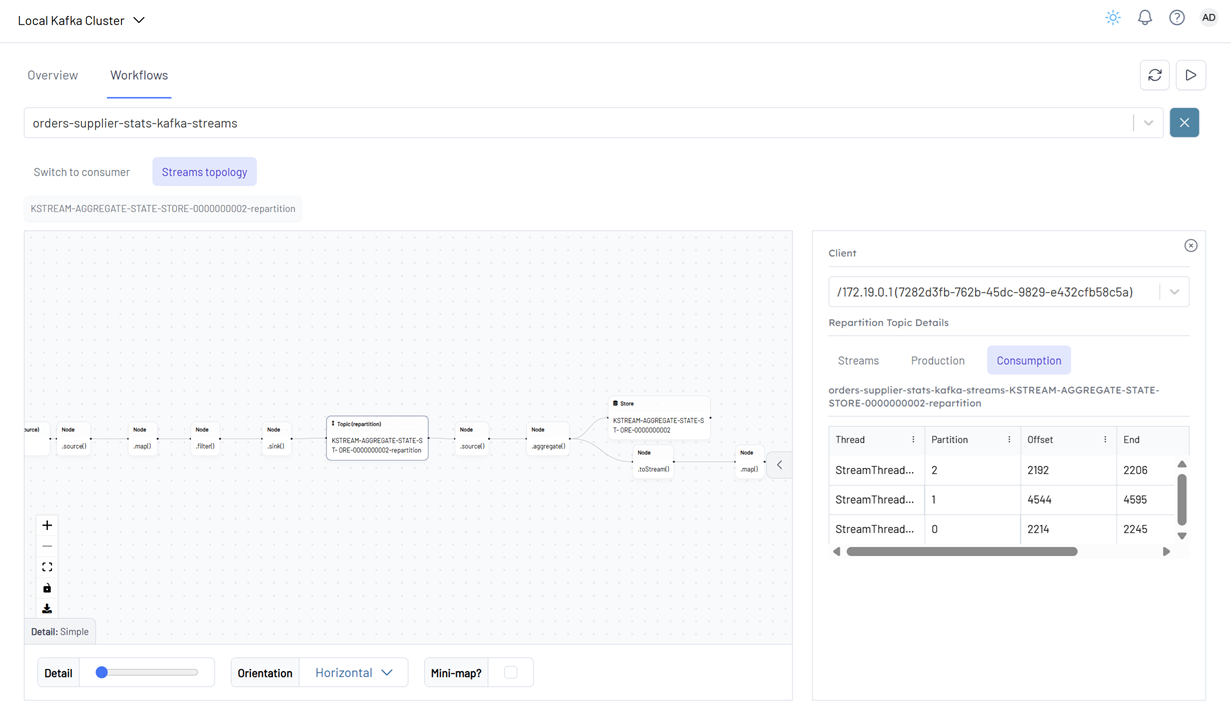 Local Kafka Cluster
AD
Overview
Workflows
orders-supplier-stats-kafka-streams
Switch to consumer
Streams topology
KSTREAM-AGGREGATE-STATE-STORE-0000000002-repartition
Client
/172.19.0.1 (7282d3fb-762b-45dc-9829-e432cfb58c5a)
Repartition Topic Details
Streams
Production
Consumption
orders-supplier-stats-kafka-streams-KSTREAM-AGGREGATE-STATE-
STORE-0000000002-repartition
Thread
Partition
Offset
End
StreamThread... 2 2192 2206
StreamThread... 1 4544 4595
StreamThread... 0 2214 2245
ource)
Node
.source()
Node
.map()
Node
.filter()
Node
.sink()
Topic (repartition)
KSTREAM-AGGREGATE-STATE-S
T- ORE-0000000002-repartition
Node
.source()
Node
.aggregate()
Store
KSTREAM-AGGREGATE-STATE-S
T- ORE-0000000002
Node
.toStream()
Node
.map()
Detail: Simple
Detail
Orientation
Horizontal
Mini-map?